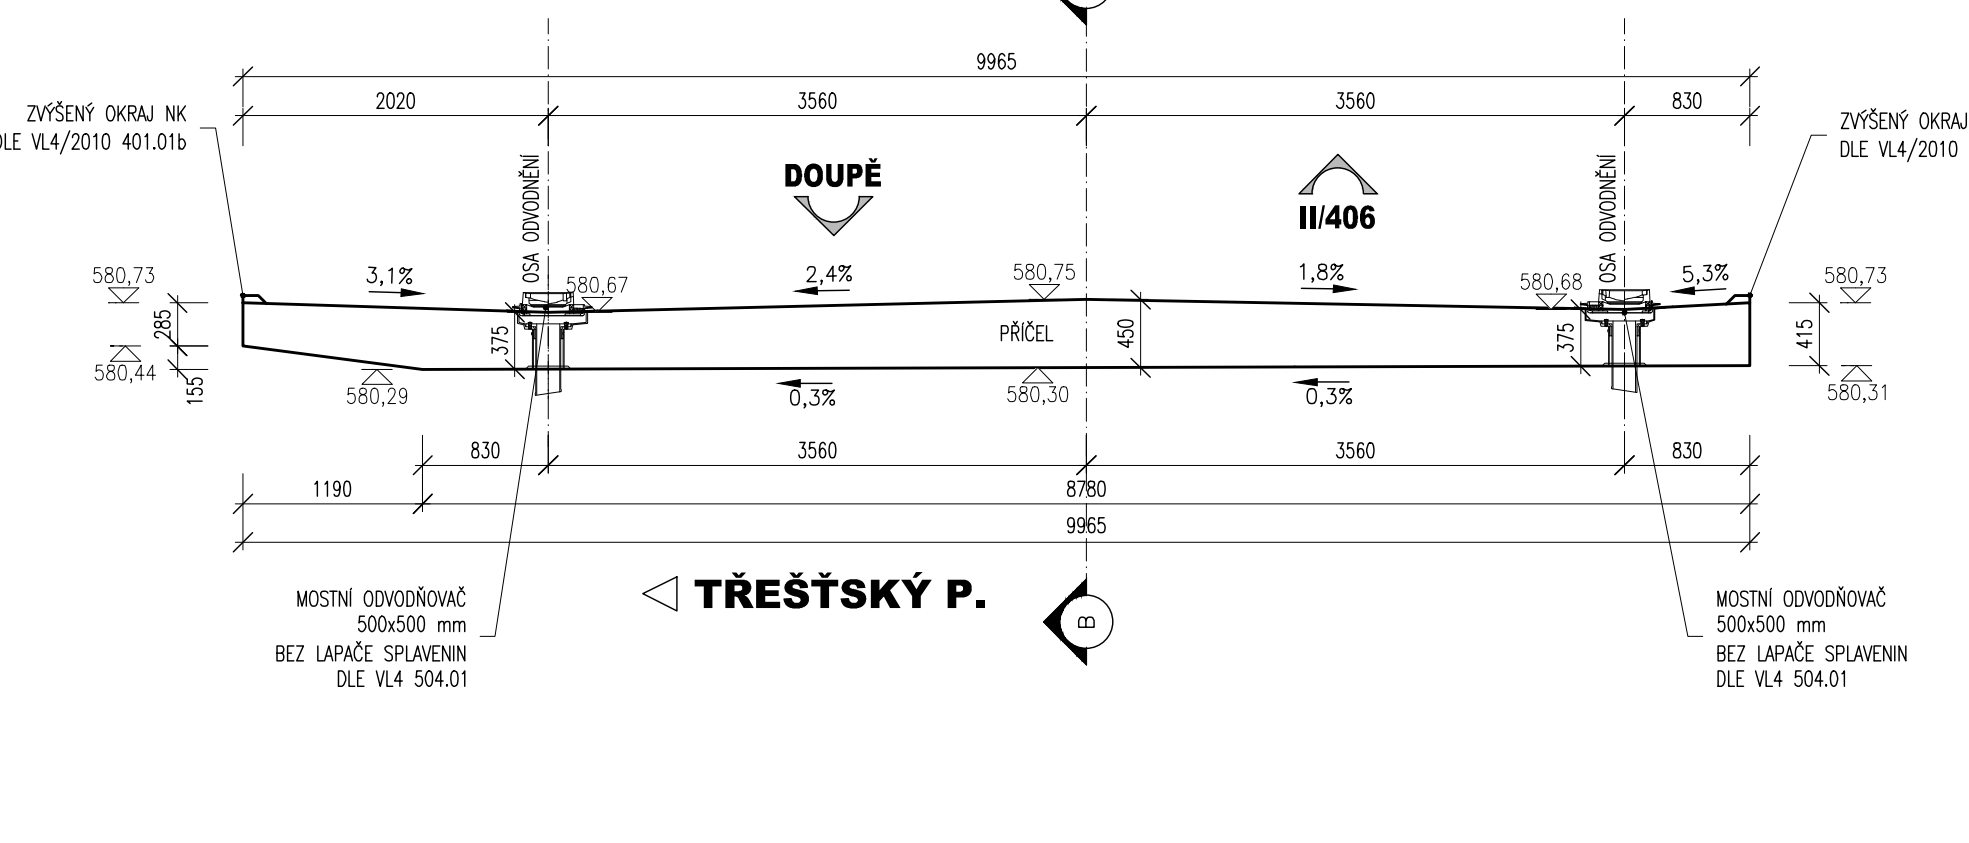 9965
2020
3560
3560
830
ZVÝŠENÝ OKRAJ NK
DLE VL4/2010 401.01b
ZVÝŠENÝ OKRAJ
DLE VL4/2010
OSA ODVODNĚNÍ
DOUPĚ
II/406
OSA ODVODNĚNÍ
580,73
3,1%
580,67
2,4%
580,75
1,8%
580,68
5,3%
580,73
285
375
PŘÍČEL
450
375
415
580,44
155
580,29
0,3%
580,30
0,3%
580,31
830
3560
3560
830
1190
8780
9965
TŘEŠŤSKÝ P.
B
MOSTNÍ ODVODŇOVAČ
500x500 mm
BEZ LAPAČE SPLAVENIN
DLE VL4 504.01
MOSTNÍ ODVODŇOVAČ
500x500 mm
BEZ LAPAČE SPLAVENIN
DLE VL4 504.01